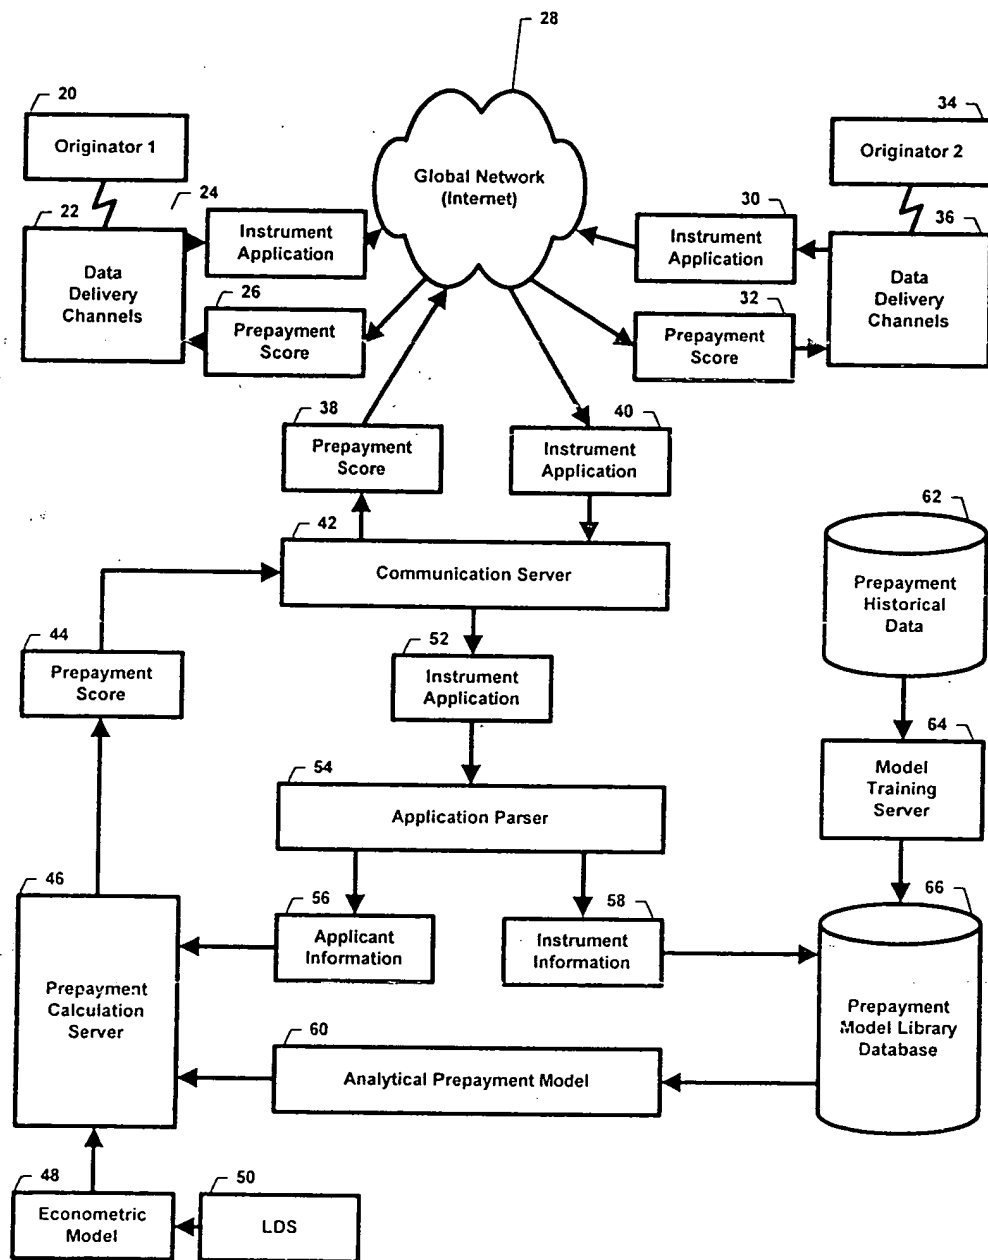 28
20
Originator 1
34
Originator 2
Global Network
(Internet)
24
22
Data
Delivery
Channels
Instrument
Application
30
Instrument
Application
36
Data
Delivery
Channels
26
Prepayment
Score
32
Prepayment
Score
38
Prepayment
Score
40
Instrument
Application
42
Communication Server
62
Prepayment
Historical
Data
44
Prepayment
Score
52
Instrument
Application
64
Model
Training
Server
54
Application Parser
46
Prepayment
Calculation
Server
56
Applicant
Information
58
Instrument
Information
66
Prepayment
Model Library
Database
60
Analytical Prepayment Model
48
Econometric
Model
50
LDS